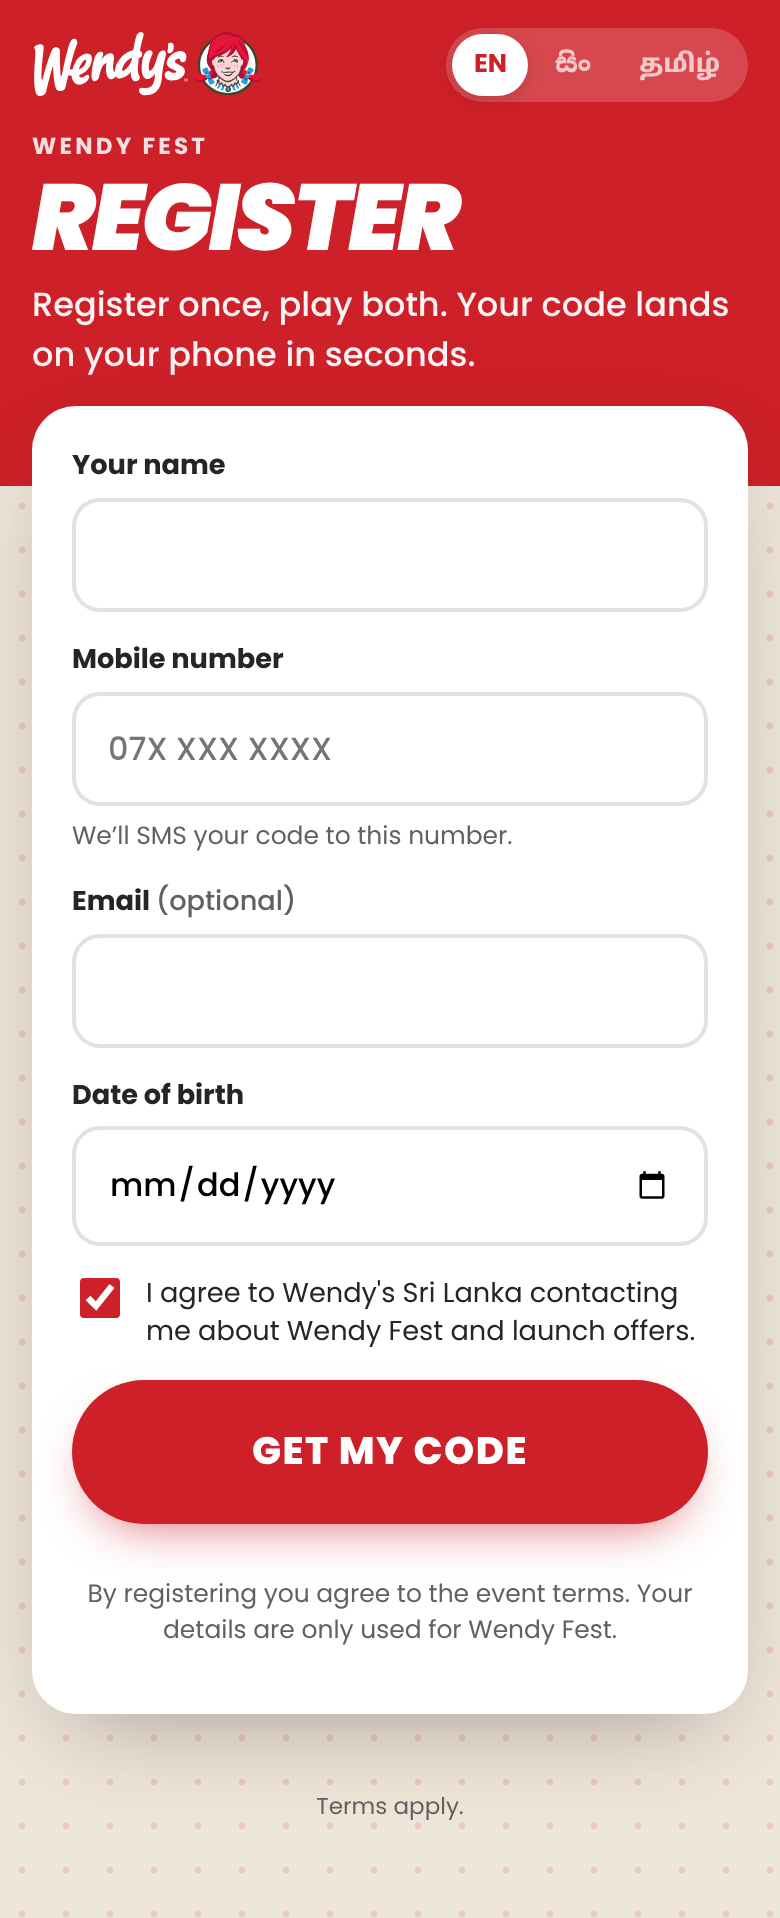 Wendy's
EN සිං தமிழ்
WENDY FEST
REGISTER
Register once, play both. Your code lands
on your phone in seconds.
Your name
Mobile number
07X XXX XXXX
We’ll SMS your code to this number.
Email (optional)
Date of birth
mm/dd/yyyy
I agree to Wendy's Sri Lanka contacting
me about Wendy Fest and launch offers.
GET MY CODE
By registering you agree to the event terms. Your
details are only used for Wendy Fest.
Terms apply.